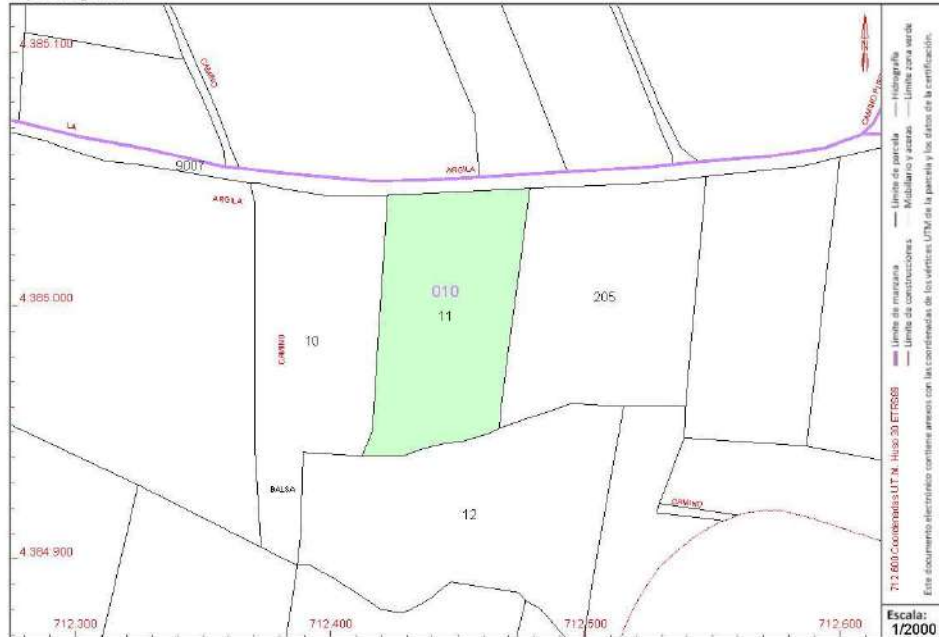 4.385.100
CAMINO
LA
9007
ARGILA
ARGILA
4.385.000
010
11
10
205
CAMINO
BALSA
12
CAMINO
4.384.900
712.300
712.400
712.500
712.600
712.600 Coordenadas U.T.M. Huso 30 ETRS89
Límite de manzana
Límite de parcela
Hidrografía
Límite de construcciones
Mobiliario y aceras
Límite zona verde
Este documento electrónico contiene anexos con las coordenadas de los vértices UTM de la parcela y los datos de la certificación.
Escala:
1/2000